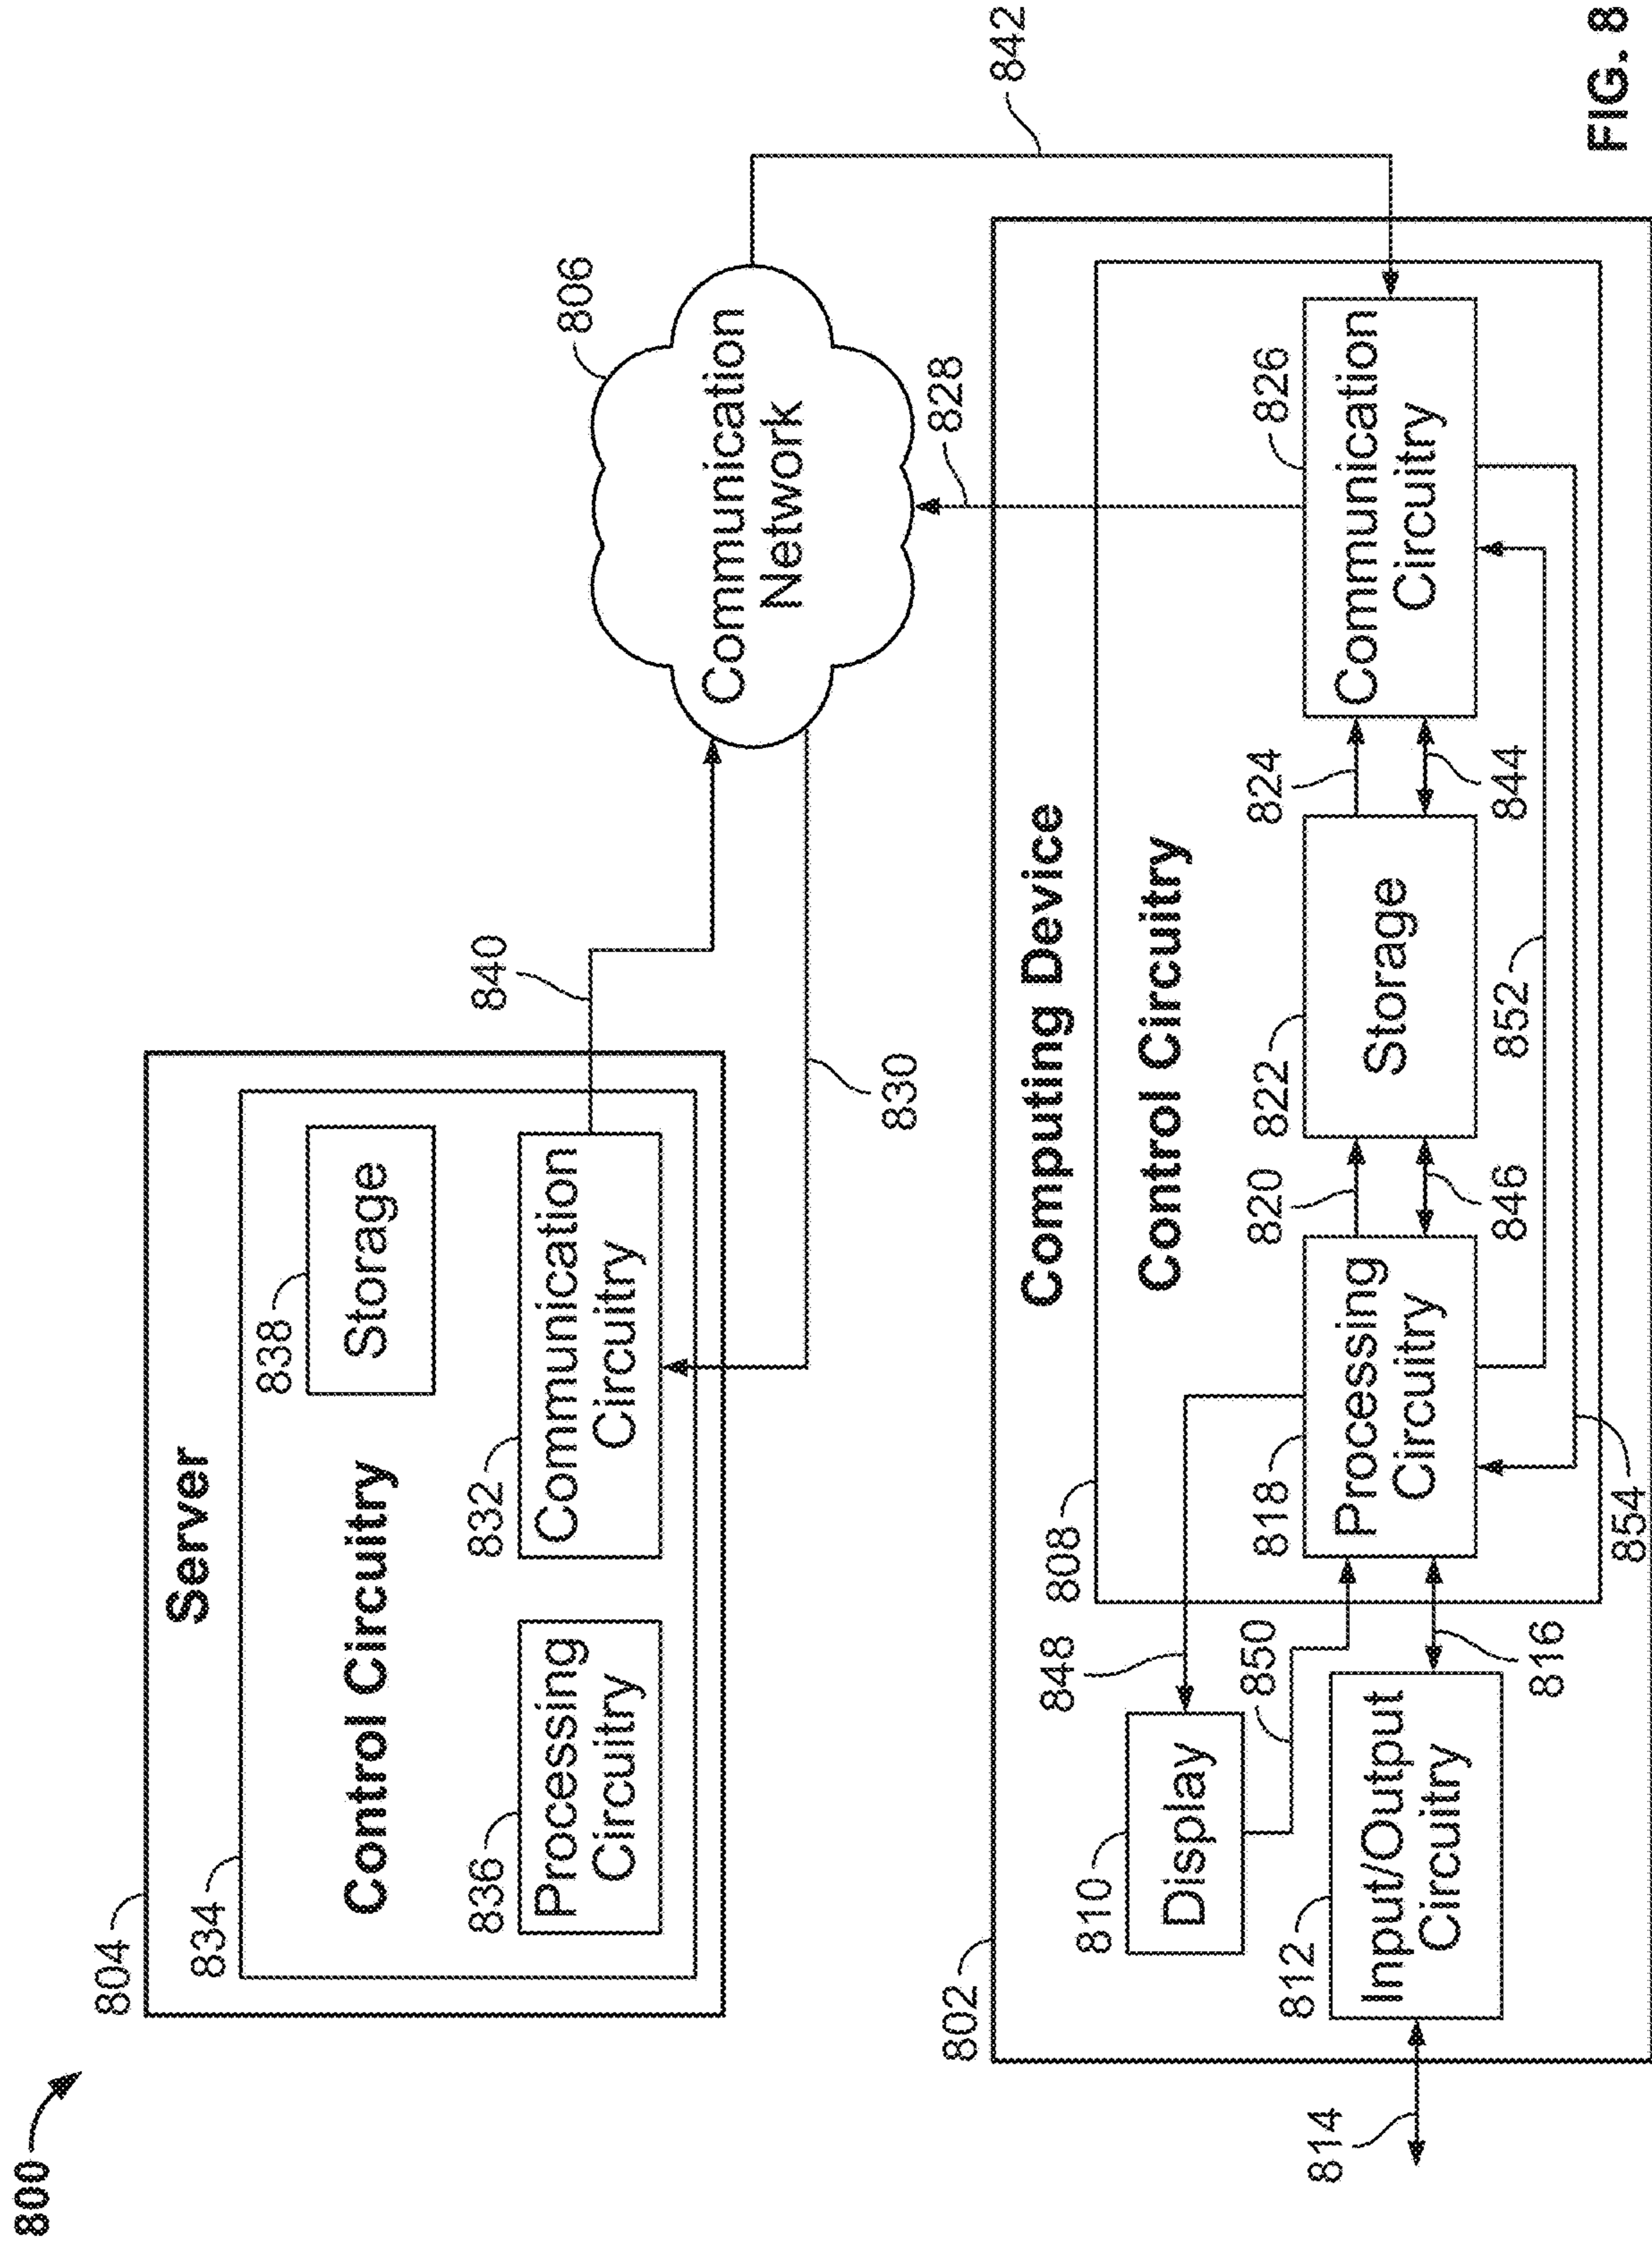 800
804
Server
834
Control Circuitry
838
Storage
836
Processing
Circuitry
832
Communication
Circuitry
840
830
806
Communication
Network
828
842
802
Computing Device
808
Control Circuitry
848
810
Display
850
812
Input/Output
Circuitry
814
816
818
Processing
Circuitry
820
846
822
Storage
824
844
826
Communication
Circuitry
852
854
FIG. 8